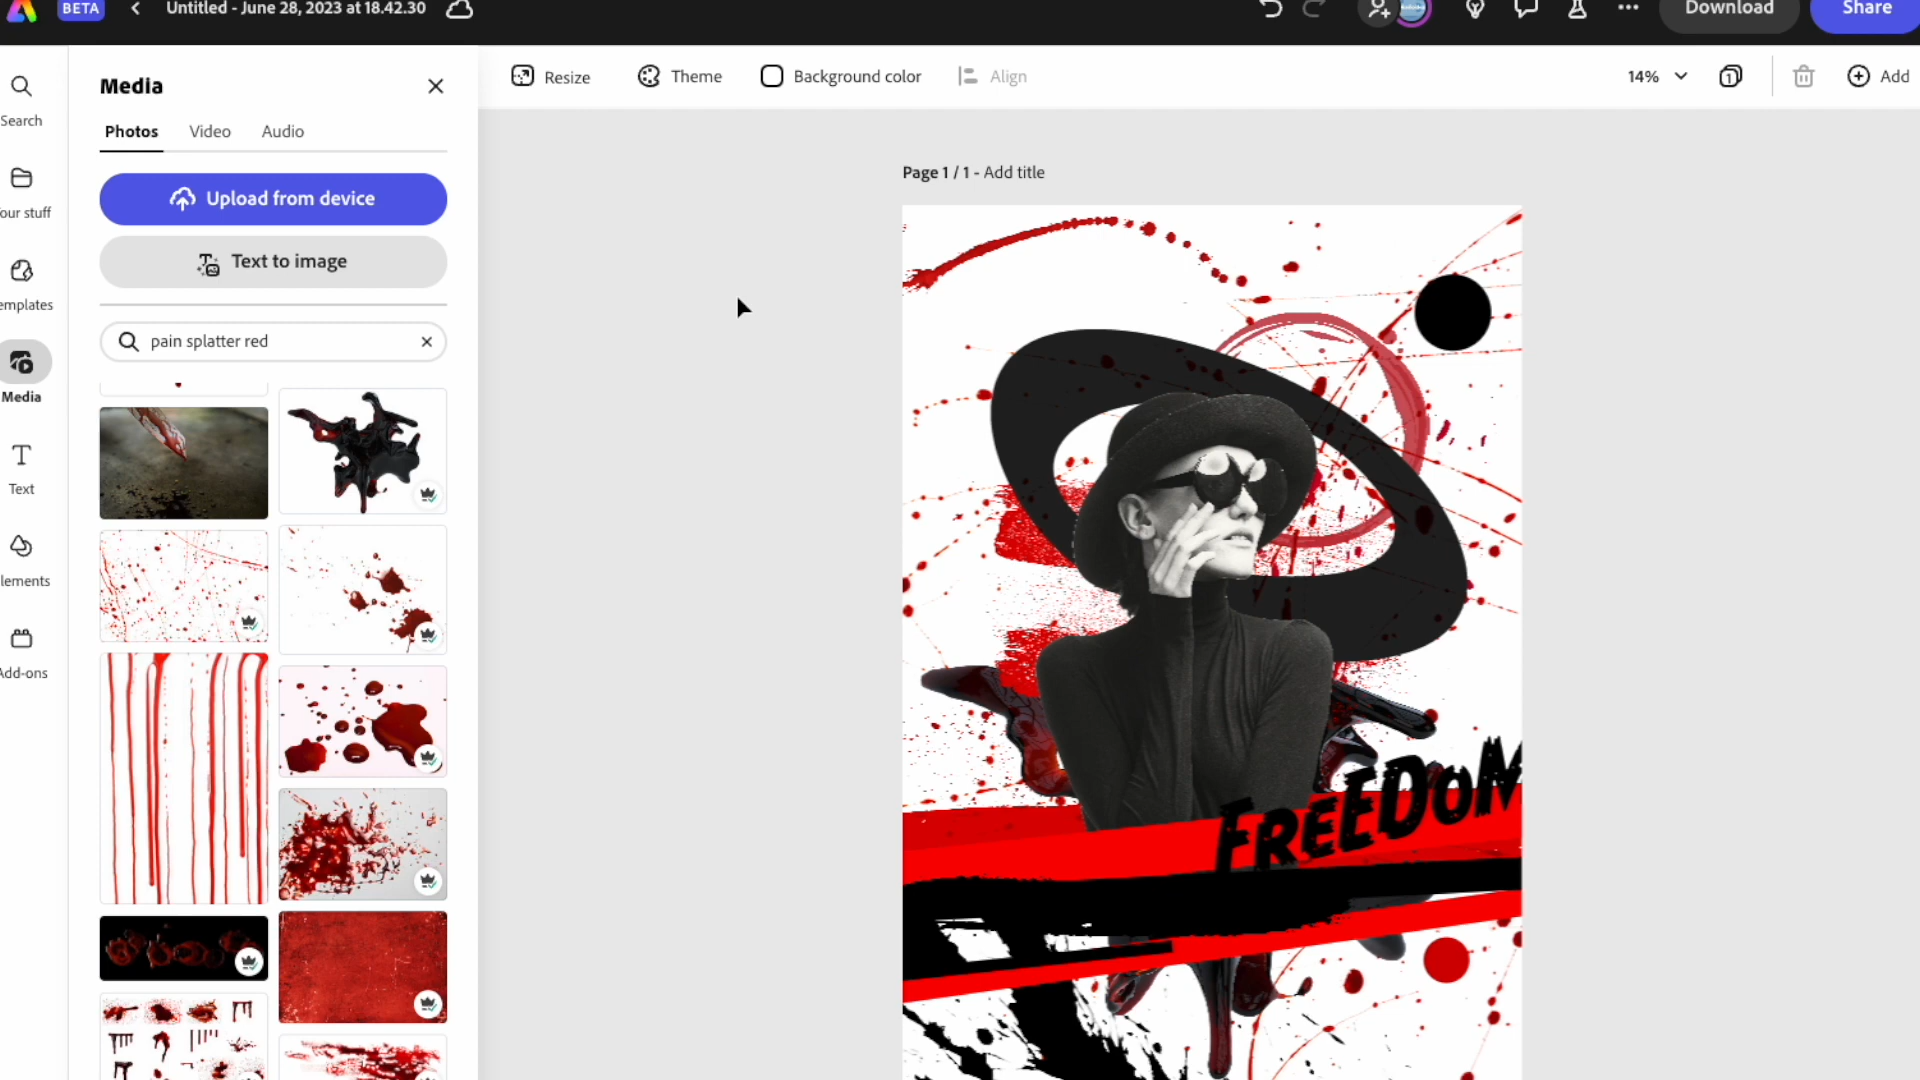 BETA
Untitled - June 28, 2023 at 18.42.30
Download
Share
Media
Resize
Theme
Background color
Align
14%
1
Add
Search
Photos
Video
Audio
Upload from device
our stuff
Page 1 / 1 - Add title
Text to image
emplates
pain splatter red
Media
Text
lements
Add-ons
FREEDOM